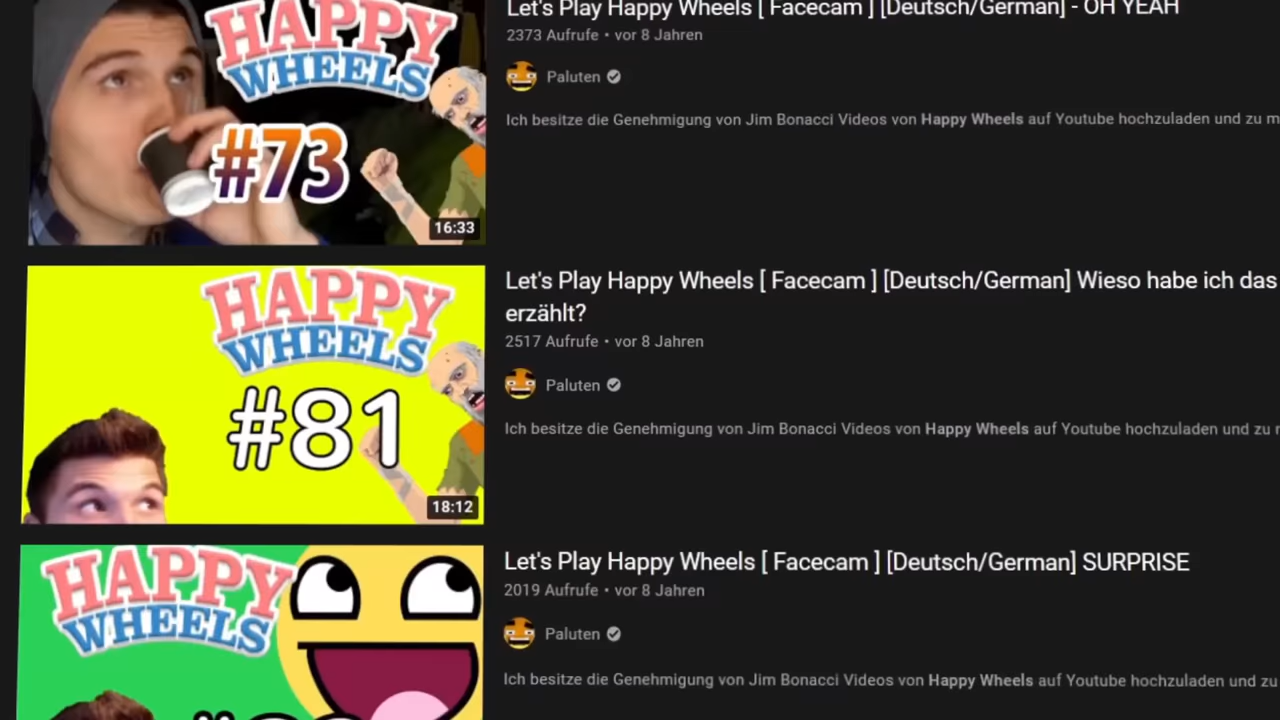 HAPPY
WHEELS
#73
16:33
Let's Play Happy Wheels [ Facecam ] [Deutsch/German] - OH YEAH
2373 Aufrufe • vor 8 Jahren
Paluten
Ich besitze die Genehmigung von Jim Bonacci Videos von Happy Wheels auf Youtube hochzuladen und zu
HAPPY
WHEELS
#81
18:12
Let's Play Happy Wheels [ Facecam ] [Deutsch/German] Wieso habe ich das
erzählt?
2517 Aufrufe • vor 8 Jahren
Paluten
Ich besitze die Genehmigung von Jim Bonacci Videos von Happy Wheels auf Youtube hochzuladen und zu
HAPPY
WHEELS
Let's Play Happy Wheels [ Facecam ] [Deutsch/German] SURPRISE
2019 Aufrufe • vor 8 Jahren
Paluten
Ich besitze die Genehmigung von Jim Bonacci Videos von Happy Wheels auf Youtube hochzuladen und zu